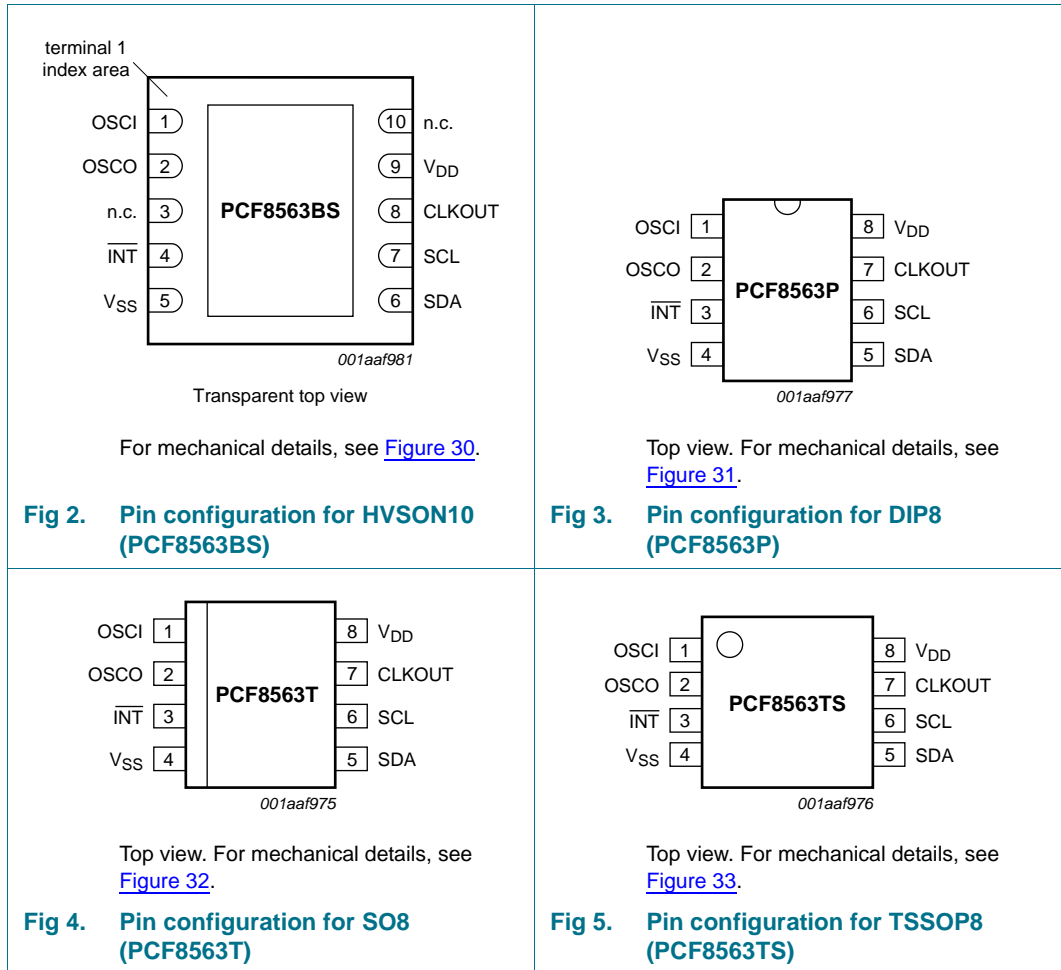 terminal 1
index area
OSCI 1
OSCO 2
n.c. 3
INT 4
VSS 5
PCF8563BS
10 n.c.
9 VDD
8 CLKOUT
7 SCL
6 SDA
001aaf981
Transparent top view
For mechanical details, see Figure 30.
Fig 2. Pin configuration for HVSON10
(PCF8563BS)
OSCI 1
OSCO 2
INT 3
VSS 4
PCF8563P
8 VDD
7 CLKOUT
6 SCL
5 SDA
001aaf977
Top view. For mechanical details, see
Figure 31.
Fig 3. Pin configuration for DIP8
(PCF8563P)
OSCI 1
OSCO 2
INT 3
VSS 4
PCF8563T
8 VDD
7 CLKOUT
6 SCL
5 SDA
001aaf975
Top view. For mechanical details, see
Figure 32.
Fig 4. Pin configuration for SO8
(PCF8563T)
OSCI 1
OSCO 2
INT 3
VSS 4
PCF8563TS
8 VDD
7 CLKOUT
6 SCL
5 SDA
001aaf976
Top view. For mechanical details, see
Figure 33.
Fig 5. Pin configuration for TSSOP8
(PCF8563TS)